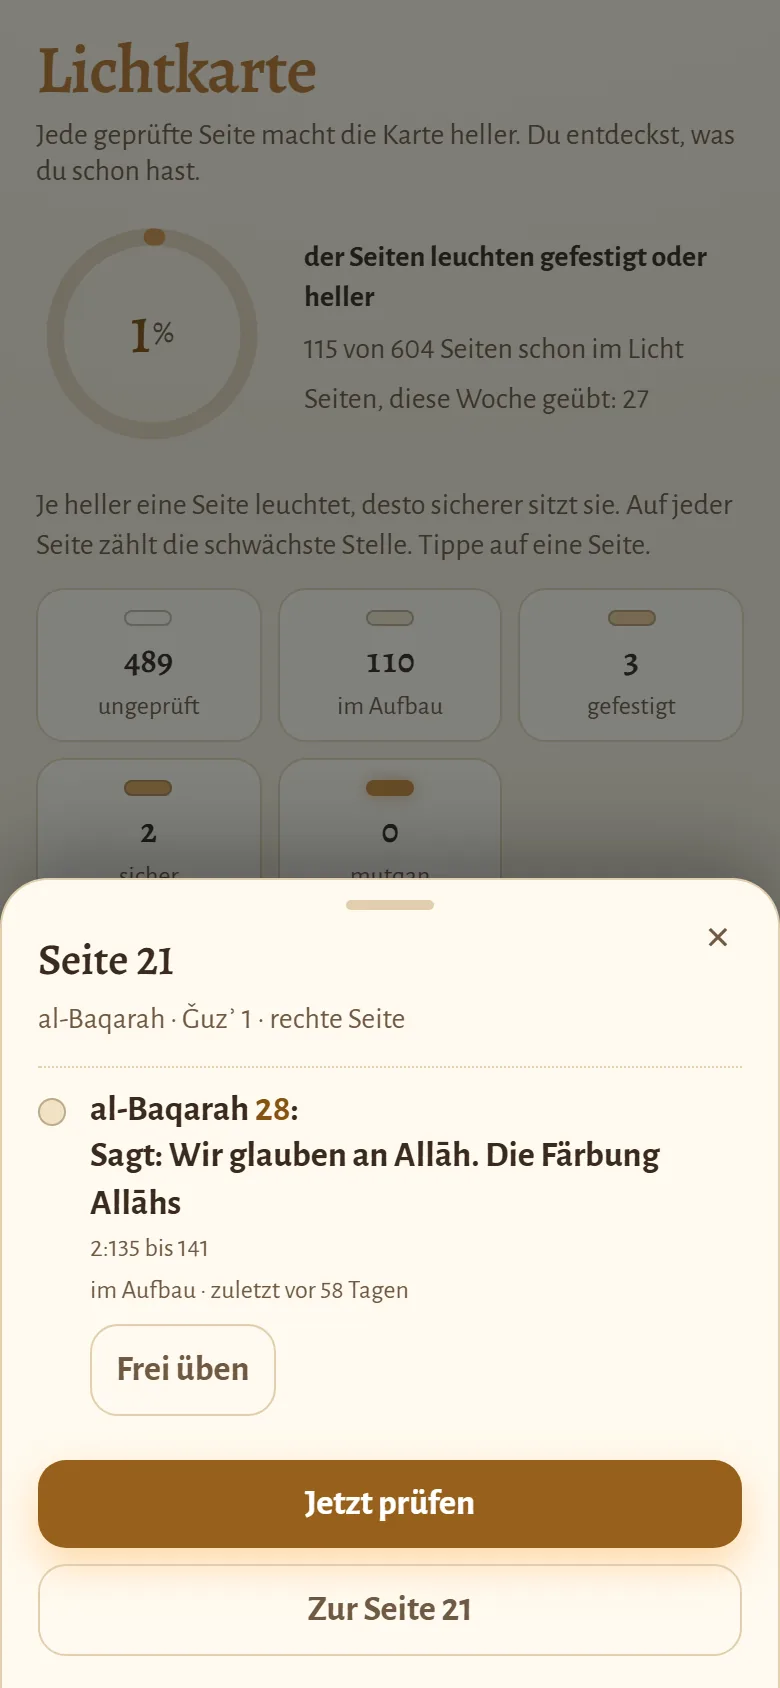 Lichtkarte
Jede geprüfte Seite macht die Karte heller. Du entdeckst, was
du schon hast.
1%
der Seiten leuchten gefestigt oder
heller
115 von 604 Seiten schon im Licht
Seiten, diese Woche geübt: 27
Je heller eine Seite leuchtet, desto sicherer sitzt sie. Auf jeder
Seite zählt die schwächste Stelle. Tippe auf eine Seite.
489
ungeprüft
110
im Aufbau
3
gefestigt
2
sicher
0
mutqan
×
Seite 21
al-Baqarah · Ǧuzʾ 1 · rechte Seite
al-Baqarah 28:
Sagt: Wir glauben an Allāh. Die Färbung
Allāhs
2:135 bis 141
im Aufbau · zuletzt vor 58 Tagen
Frei üben
Jetzt prüfen
Zur Seite 21